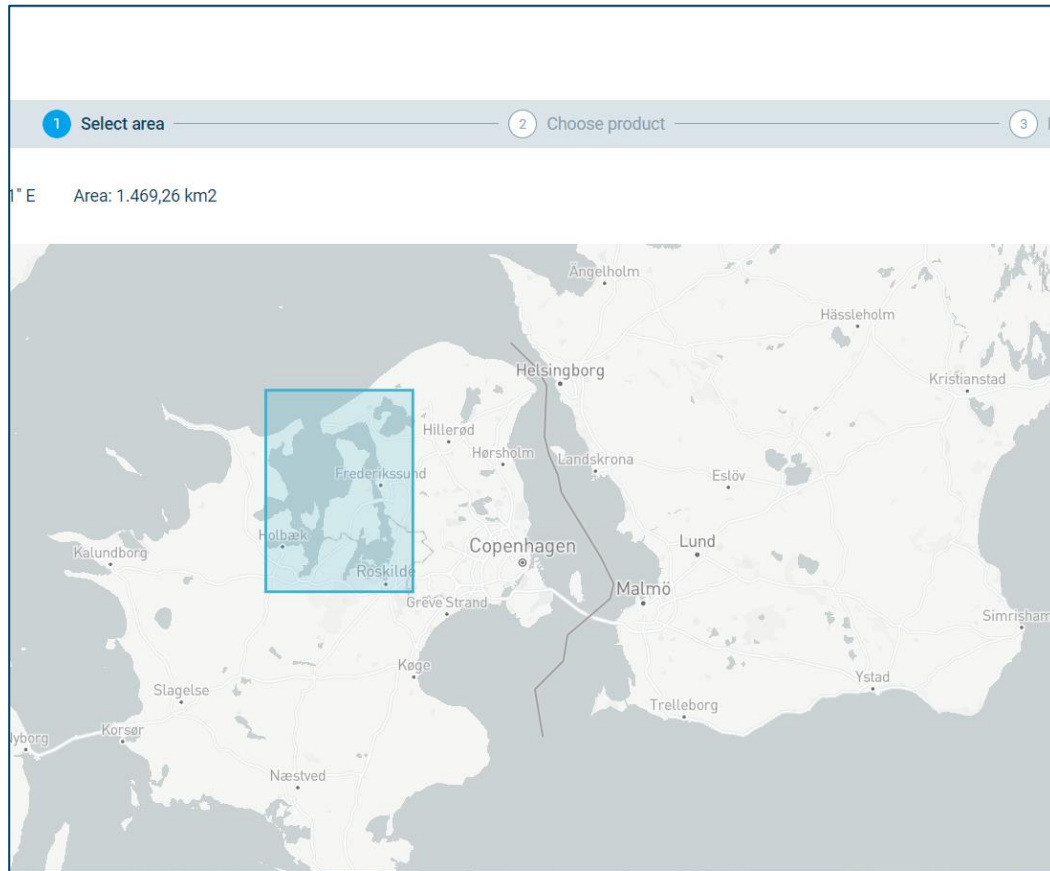 1 Select area
2 Choose product
3
1" E Area: 1.469,26 km2
Ängelholm
Hässleholm
Helsingborg
Kristianstad
Hillerød
Hørsholm
Landskrona
Frederikssund
Eslöv
Holbæk
Kalundborg
Copenhagen
Lund
Roskilde
Malmö
Greve Strand
Simrisham
Køge
Ystad
Slagelse
Trelleborg
Korsør
Nyborg
Næstved